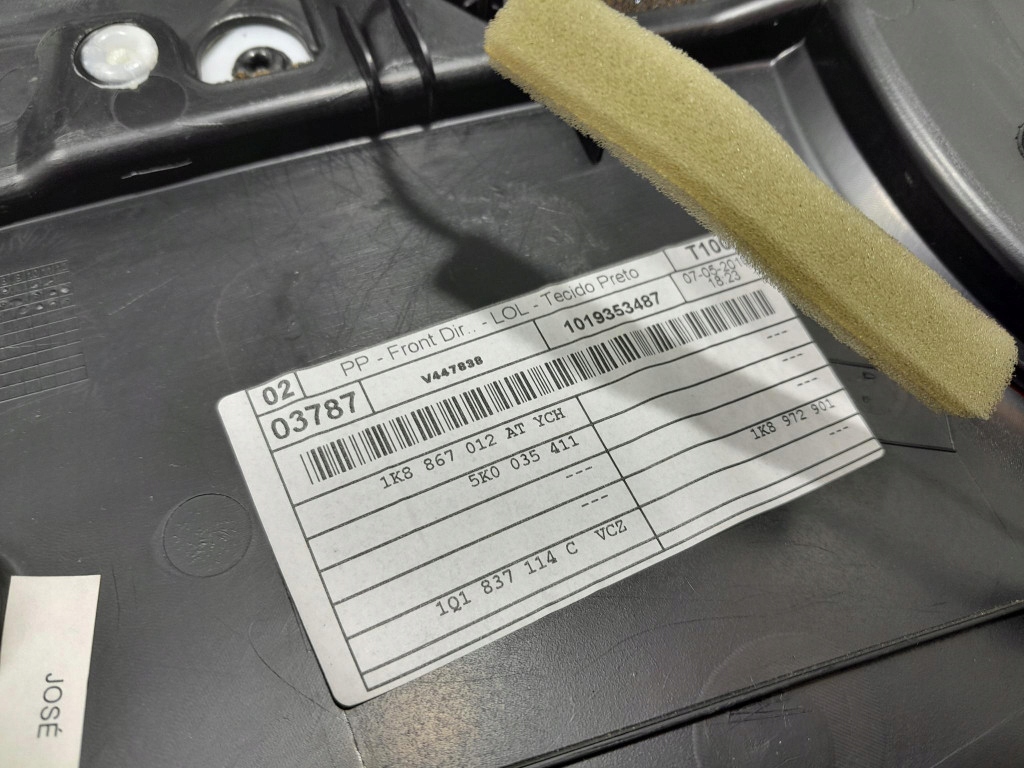 02
PP - Front Dir... - LOL - Tecido Preto
03787
V447838
1019353487
07-05-201
18:23
1K8 867 012 AT YCH
---
5K0 035 411
---
---
1K8 972 901
---
---
1Q1 837 114 C VCZ
JOSÉ